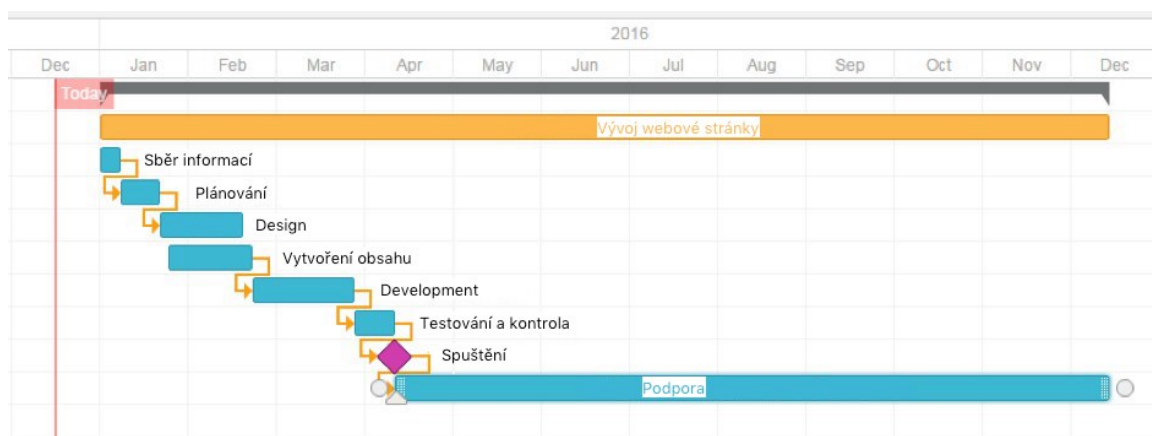 2016
Dec Jan Feb Mar Apr May Jun Jul Aug Sep Oct Nov Dec
Today
Vývoj webové stránky
Sběr informací
Plánování
Design
Vytvoření obsahu
Development
Testování a kontrola
Spuštění
Podpora